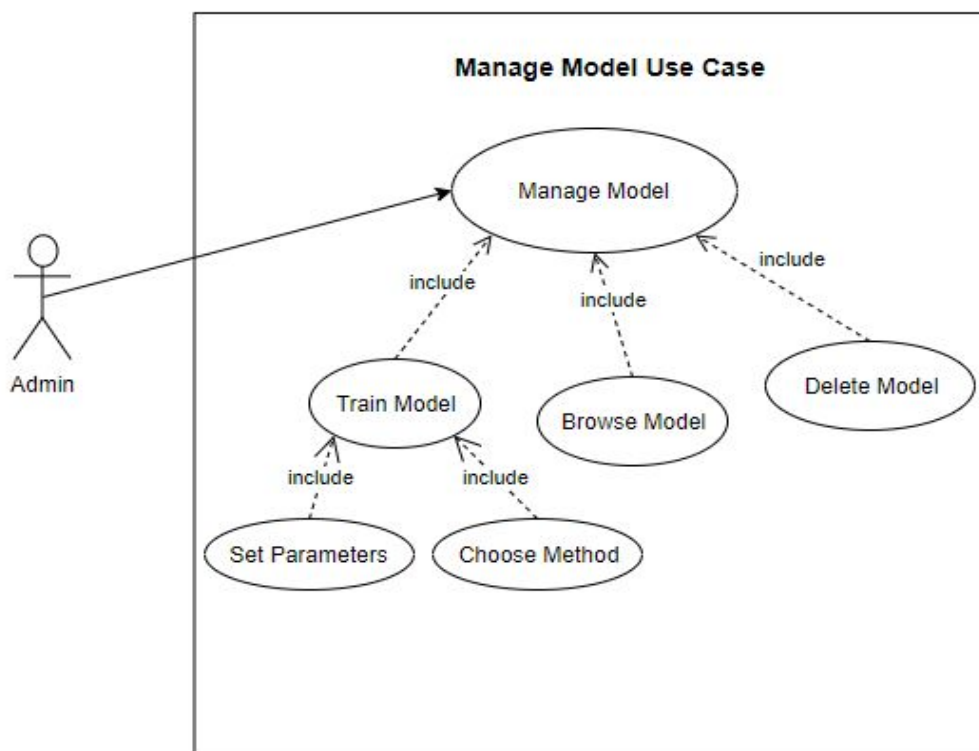 Manage Model Use Case
Manage Model
include
include
include
Admin
Train Model
Browse Model
Delete Model
include
include
Set Parameters
Choose Method